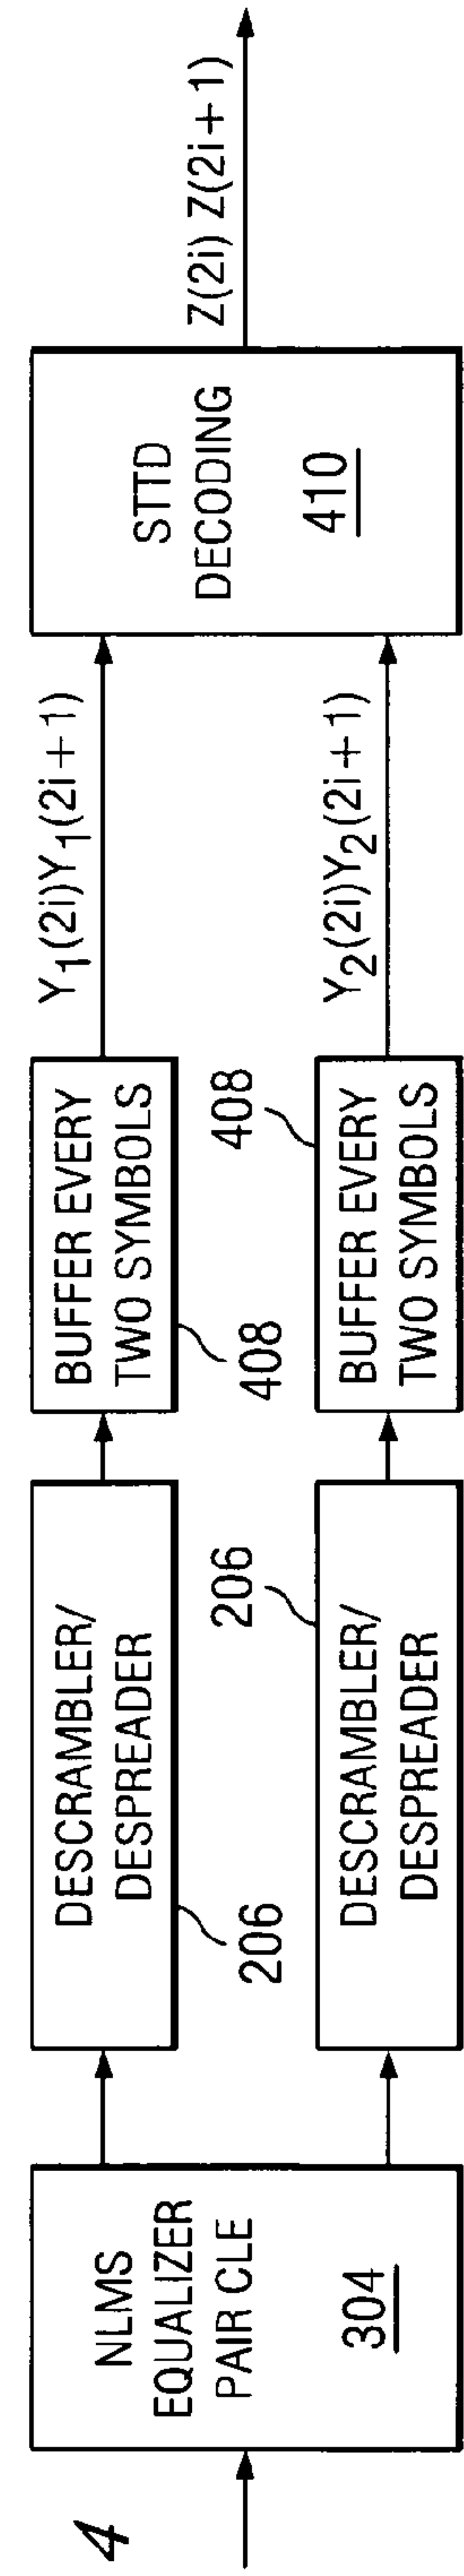 4
NLMS
EQUALIZER
PAIR CLE
304
DESCRAMBLER/
DESPREADER
206
BUFFER EVERY
TWO SYMBOLS
408
Y1(2i)Y1(2i+1)
206
DESCRAMBLER/
DESPREADER
408
BUFFER EVERY
TWO SYMBOLS
Y2(2i)Y2(2i+1)
STTD
DECODING
410
Z(2i) Z(2i+1)